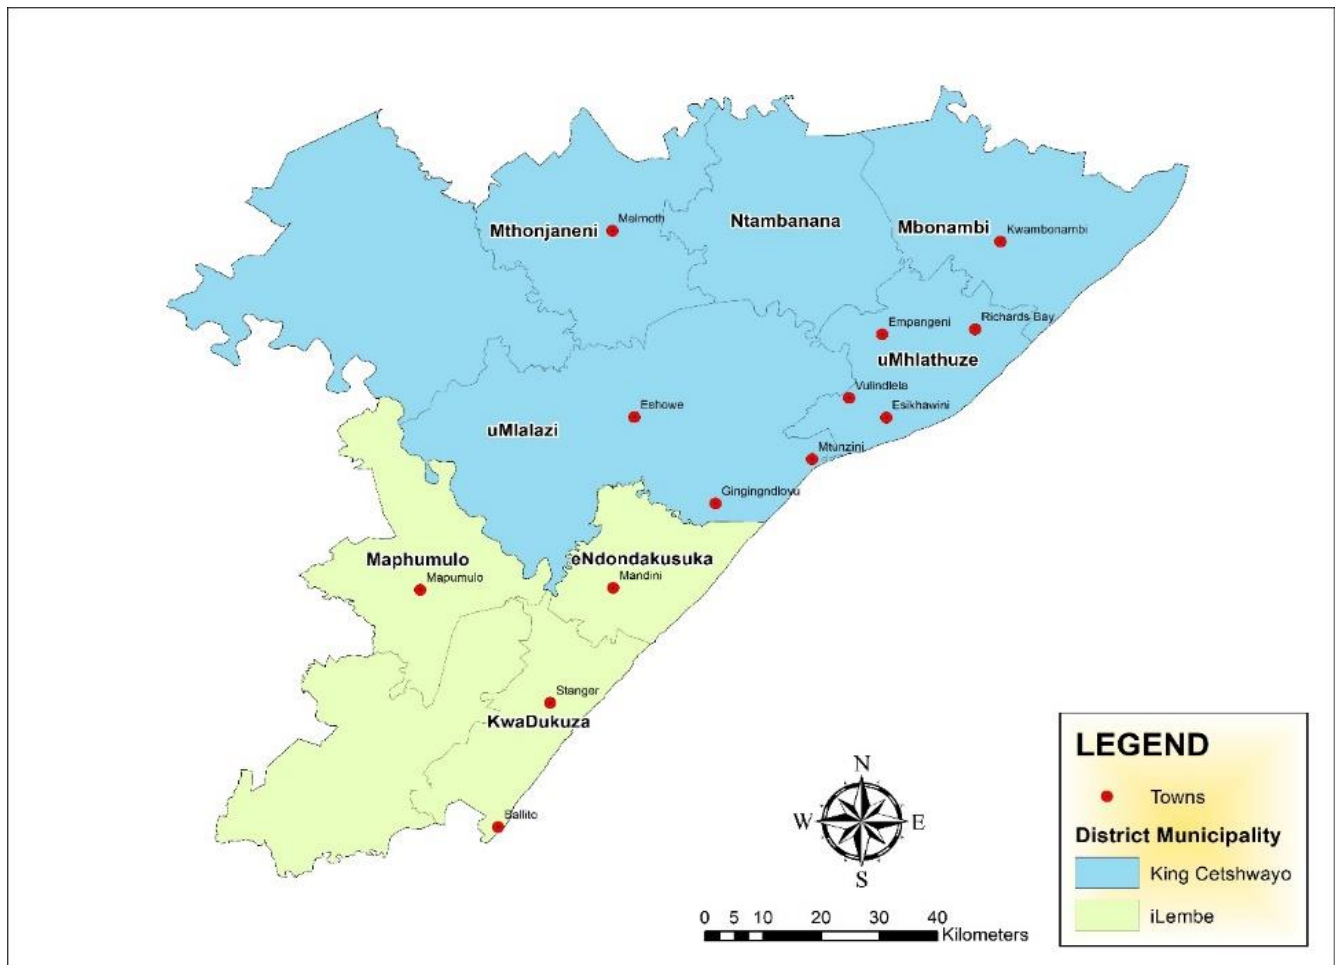 Melmoth
Mthonjaneni
Ntambanana
Mbonambi
Kwambonambi
Empangeni
Richards Bay
uMhlathuze
Vulindlela
Esikhawini
Eshowe
uMlalazi
Mtunzini
Gingingndlovu
Maphumulo
Mapumulo
eNdondakusuka
Mandini
Stanger
KwaDukuza
Ballito
N
W E
S
0 5 10 20 30 40
Kilometers
LEGEND
Towns
District Municipality
King Cetshwayo
iLembe